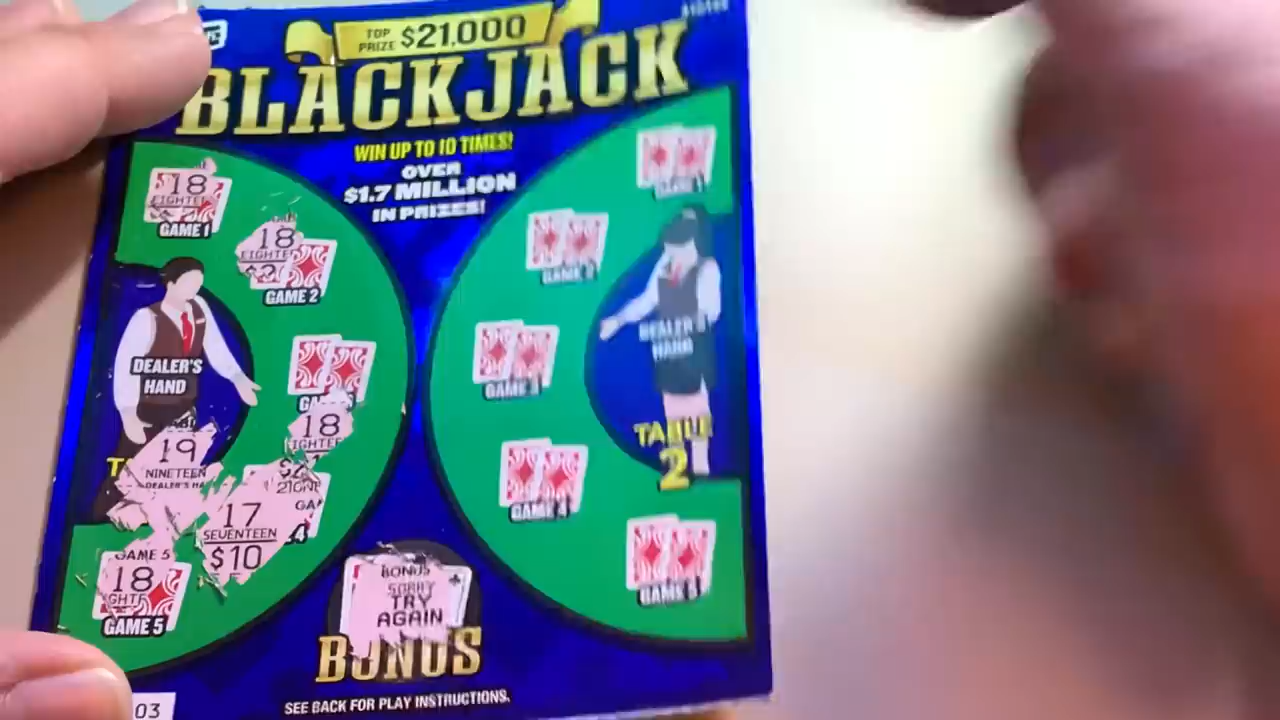 TOP PRIZE $21,000
BLACKJACK
WIN UP TO 10 TIMES!
OVER
$1.7 MILLION
IN PRIZES!
18
GAME 1
18
GAME 2
DEALER'S
HAND
18
19
NINETEEN
17
SEVENTEEN
$10
GAME 5
18
GAME 5
BONUS
SORRY
TRY
AGAIN
BONUS
GAME 1
GAME 2
GAME 3
GAME 4
GAME 5
DEALER'S
HAND
TABLE
2
SEE BACK FOR PLAY INSTRUCTIONS.
03